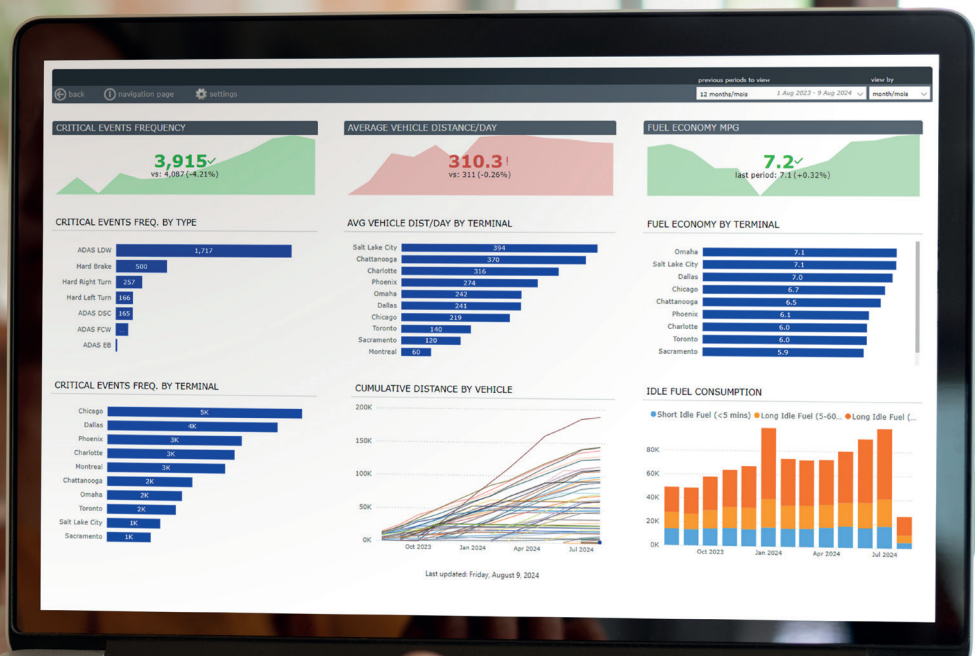 previous periods to view
view by
back
navigation page
settings
12 months/mois
1 Aug 2023 - 9 Aug 2024
month/mois
CRITICAL EVENTS FREQUENCY
3,915
vs: 4,087 (-4.21%)
AVERAGE VEHICLE DISTANCE/DAY
310.3!
vs: 311 (-0.26%)
FUEL ECONOMY MPG
7.2
last period: 7.1 (+0.32%)
CRITICAL EVENTS FREQ. BY TYPE
ADAS LDW 1,717
Hard Brake 500
Hard Right Turn 257
Hard Left Turn 166
ADAS DSC 165
ADAS FCW ...
ADAS EB
AVG VEHICLE DIST/DAY BY TERMINAL
Salt Lake City 394
Chattanooga 370
Charlotte 316
Phoenix 274
Omaha 242
Dallas 241
Chicago 219
Toronto 140
Sacramento 120
Montreal 60
FUEL ECONOMY BY TERMINAL
Omaha 7.1
Salt Lake City 7.1
Dallas 7.0
Chicago 6.7
Chattanooga 6.5
Phoenix 6.1
Charlotte 6.0
Toronto 6.0
Sacramento 5.9
CRITICAL EVENTS FREQ. BY TERMINAL
Chicago 5K
Dallas 4K
Phoenix 3K
Charlotte 3K
Montreal 3K
Chattanooga 2K
Omaha 2K
Toronto 2K
Salt Lake City 1K
Sacramento 1K
CUMULATIVE DISTANCE BY VEHICLE
200K
150K
100K
50K
0K
Oct 2023 Jan 2024 Apr 2024 Jul 2024
Last updated: Friday, August 9, 2024
IDLE FUEL CONSUMPTION
Short Idle Fuel (<5 mins) Long Idle Fuel (5-60... Long Idle Fuel (...
80K
60K
40K
20K
0K
Oct 2023 Jan 2024 Apr 2024 Jul 2024